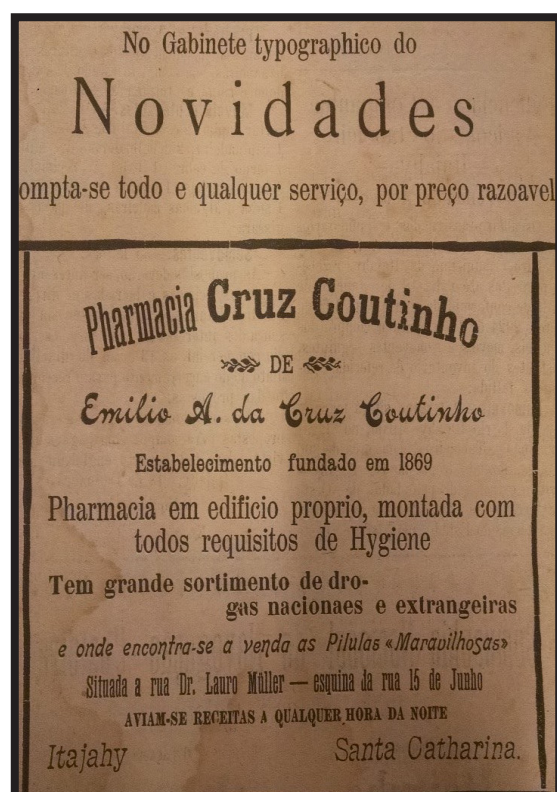 No Gabinete typographico do
Novidades
ompta-se todo e qualquer serviço, por preço razoavel
Pharmacia Cruz Coutinho
DE
Emilio A. da Cruz Coutinho
Estabelecimento fundado em 1869
Pharmacia em edificio proprio, montada com
todos requisitos de Hygiene
Tem grande sortimento de dro-
gas nacionaes e extrangeiras
e onde encontra-se a venda as Pilulas «Maravilhosas»
Situada a rua Dr. Lauro Müller — esquina da rua 15 de Junho
AVIAM-SE RECEITAS A QUALQUER HORA DA NOITE
Itajahy Santa Catharina.